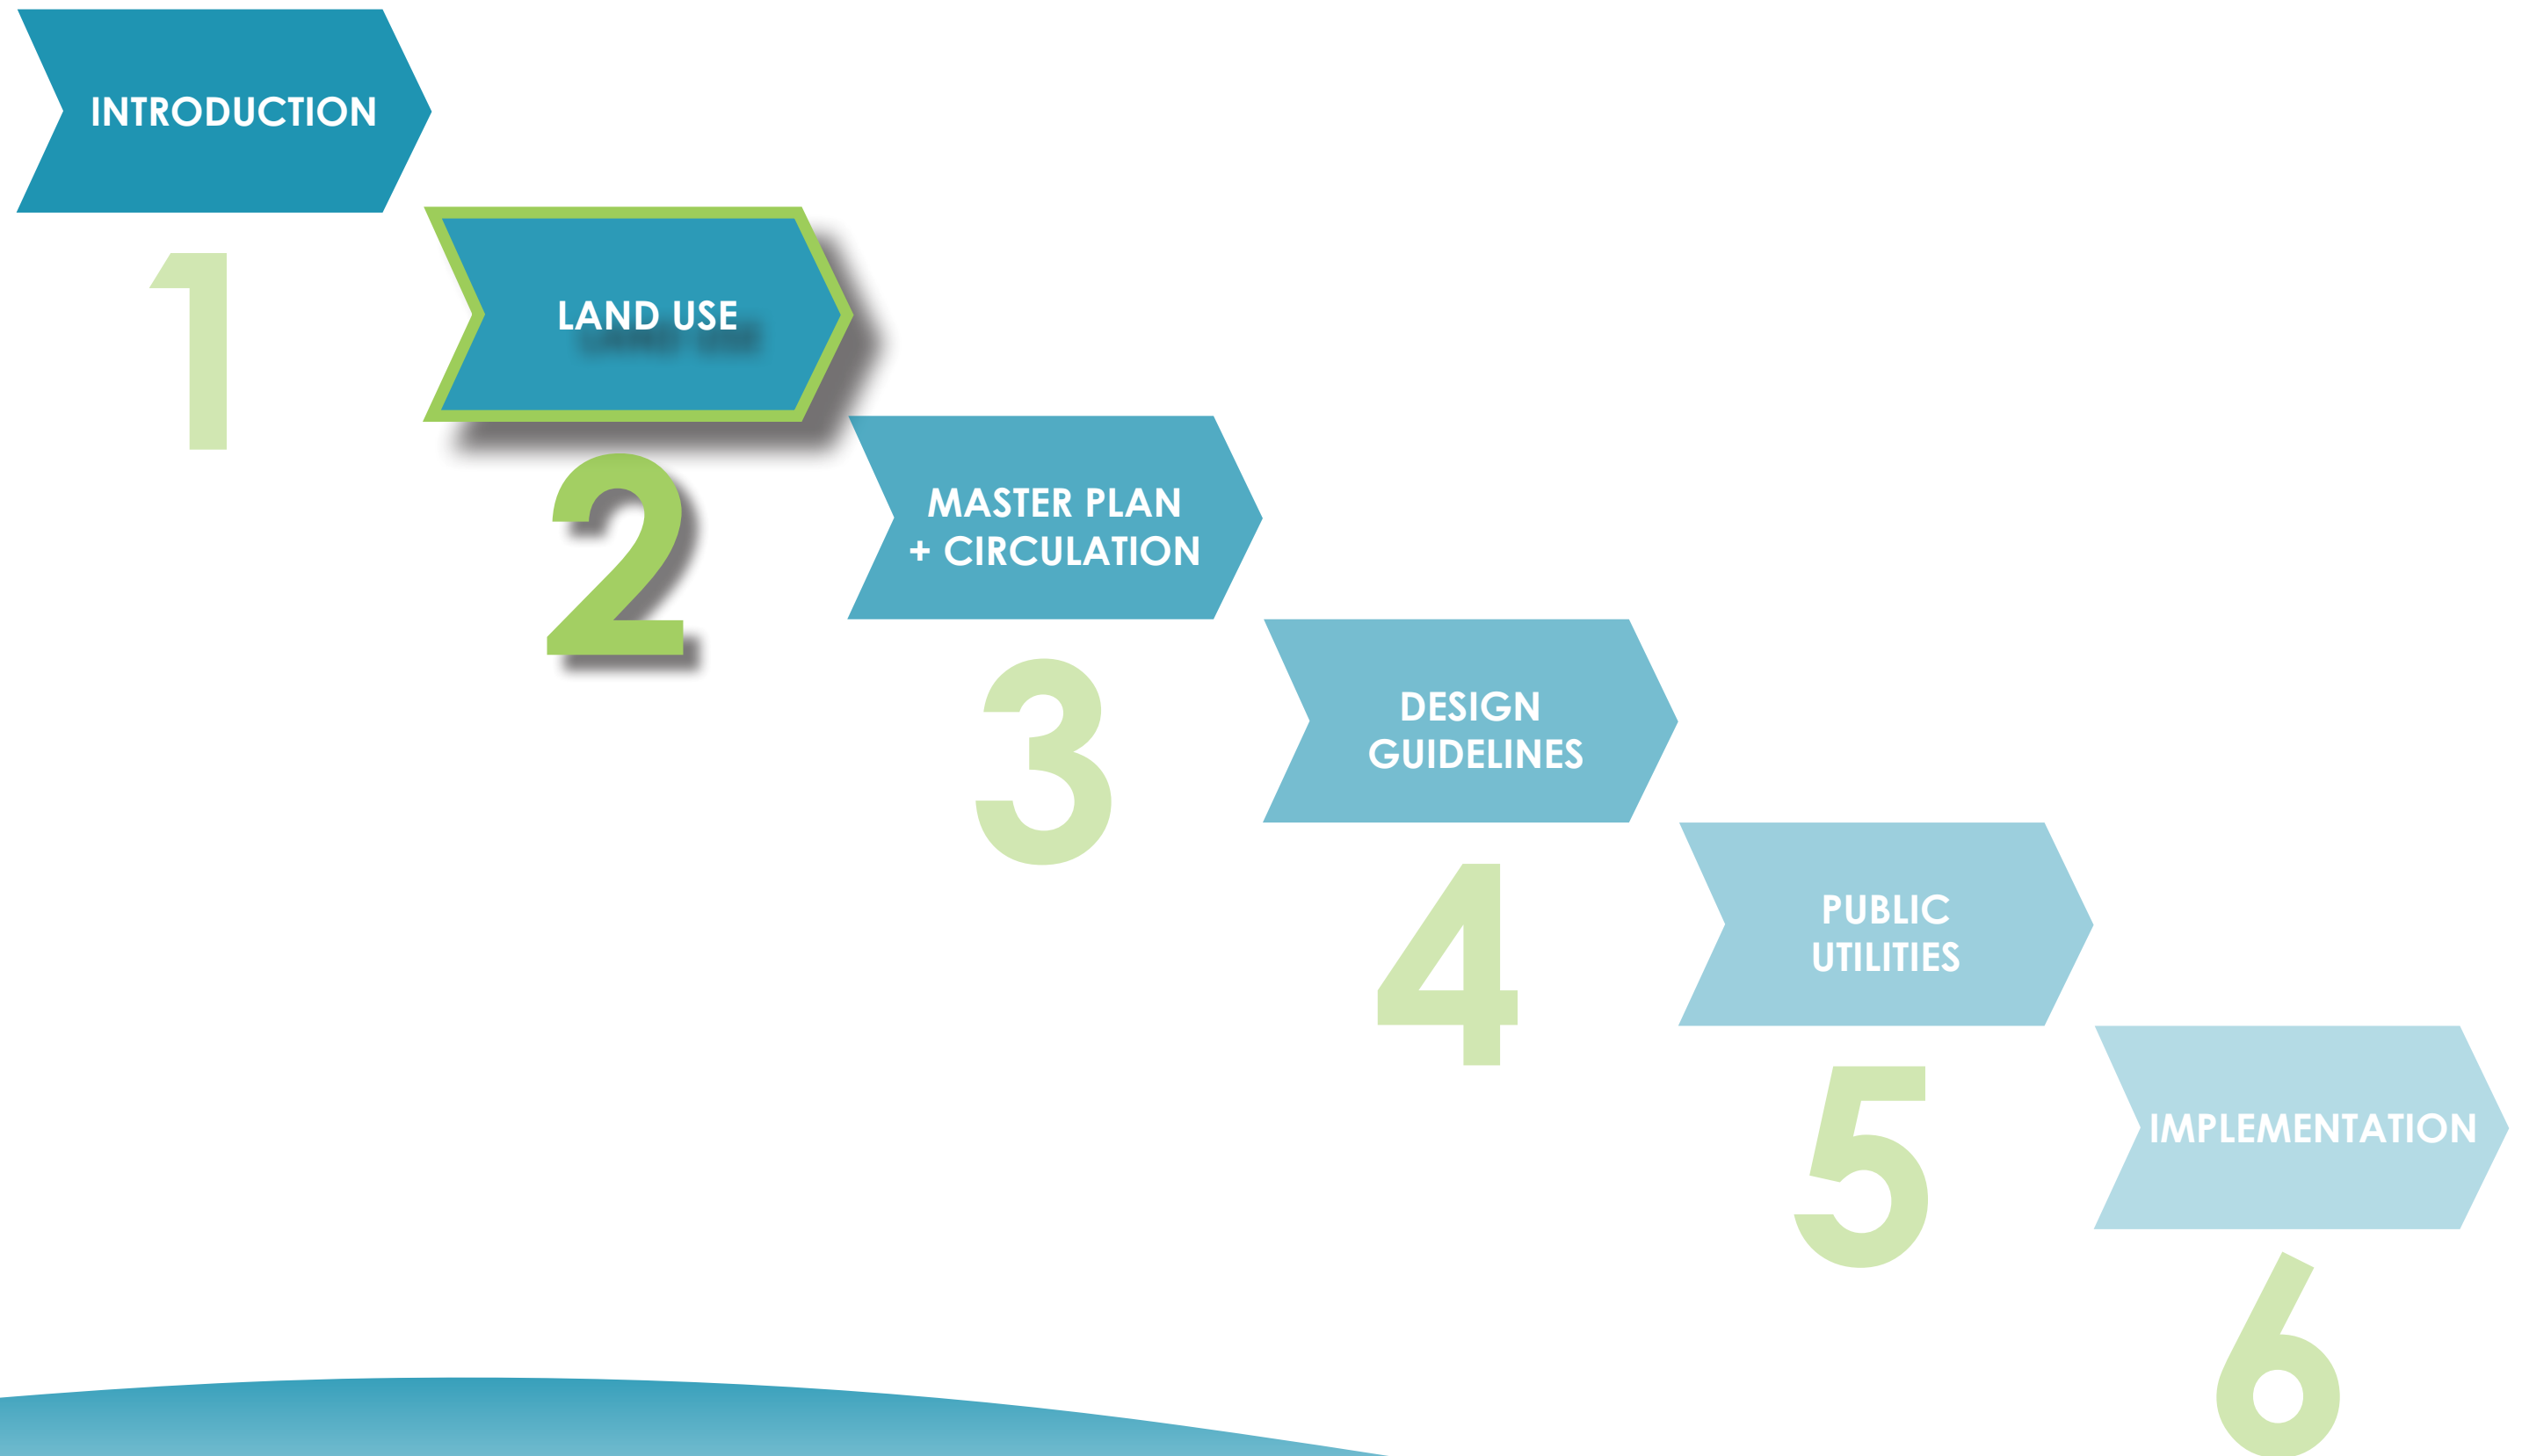 INTRODUCTION
1
LAND USE
2
MASTER PLAN
+ CIRCULATION
3
DESIGN
GUIDELINES
4
PUBLIC
UTILITIES
5
IMPLEMENTATION
6